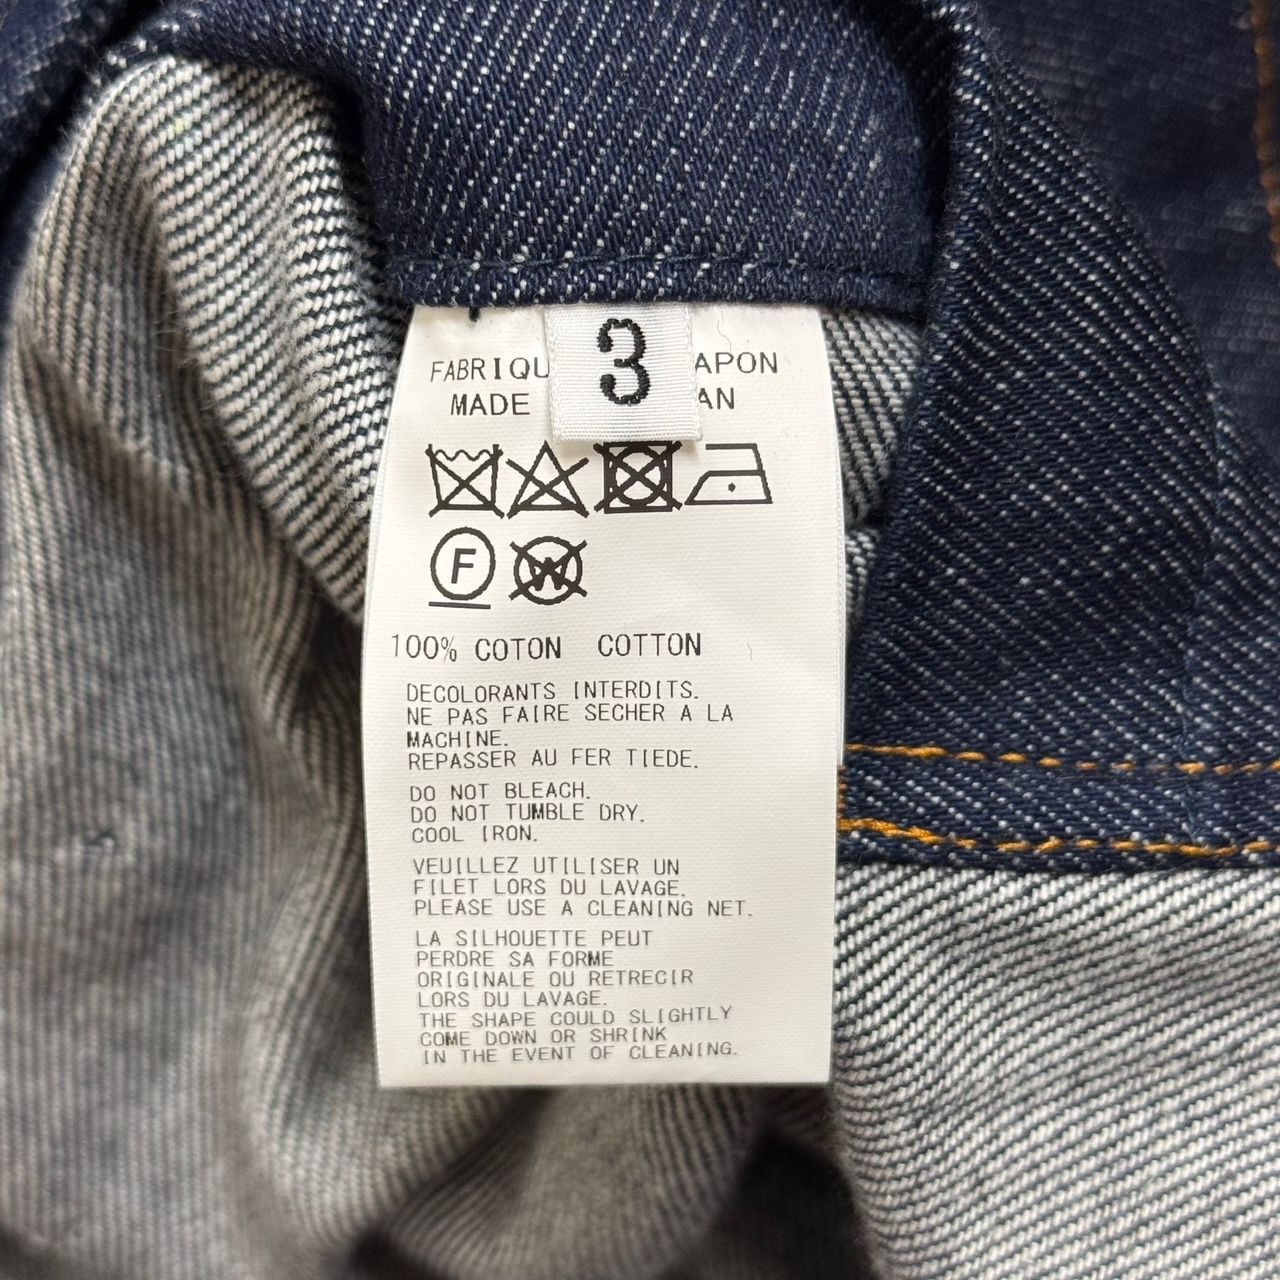 3
FABRIQU APON
MADE AN
F W
100% COTON COTTON
DECOLORANTS INTERDITS.
NE PAS FAIRE SECHER A LA
MACHINE.
REPASSER AU FER TIEDE.
DO NOT BLEACH.
DO NOT TUMBLE DRY.
COOL IRON.
VEUILLEZ UTILISER UN
FILET LORS DU LAVAGE.
PLEASE USE A CLEANING NET.
LA SILHOUETTE PEUT
PERDRE SA FORME
ORIGINALE OU RETRECIR
LORS DU LAVAGE.
THE SHAPE COULD SLIGHTLY
COME DOWN OR SHRINK
IN THE EVENT OF CLEANING.